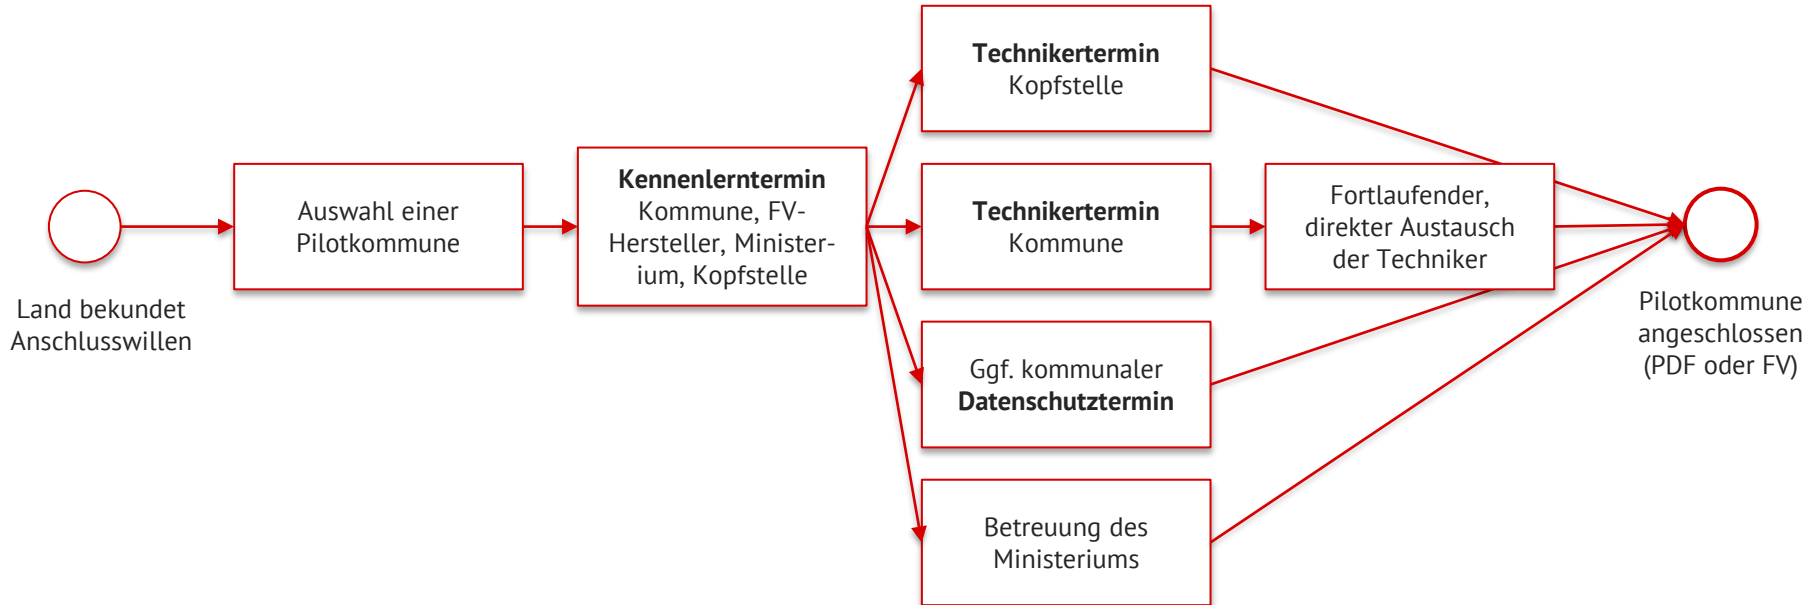 Land bekundet
Anschlusswillen
Auswahl einer
Pilotkommune
Kennenlerntermin
Kommune, FV-
Hersteller, Minister-
ium, Kopfstelle
Technikertermin
Kopfstelle
Technikertermin
Kommune
Ggf. kommunaler
Datenschutztermin
Betreuung des
Ministeriums
Fortlaufender,
direkter Austausch
der Techniker
Pilotkommune
angeschlossen
(PDF oder FV)